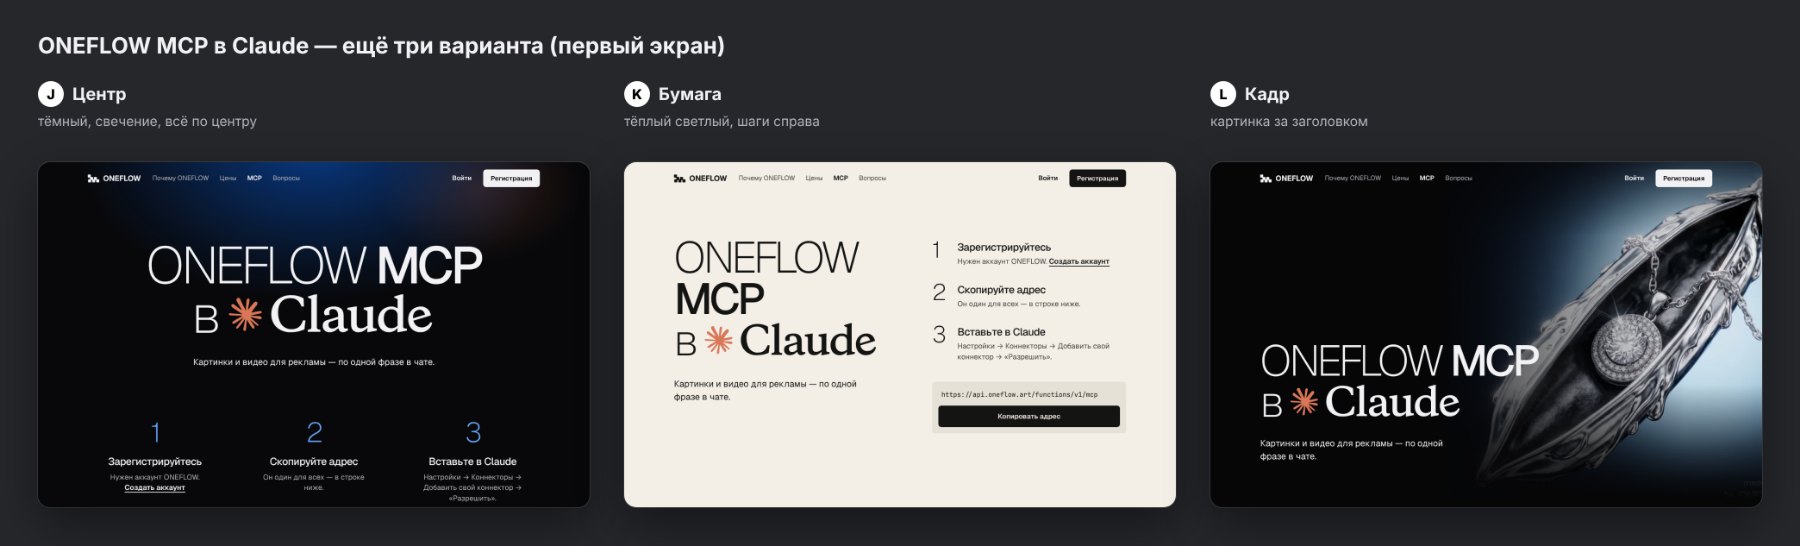 ONEFLOW MCP в Claude — ещё три варианта (первый экран)
J Центр
тёмный, свечение, всё по центру
ONEFLOW Почему ONEFLOW Цены MCP Вопросы Войти Регистрация
ONEFLOW MCP
в Claude
Картинки и видео для рекламы — по одной фразе в чате.
1
Зарегистрируйтесь
Нужен аккаунт ONEFLOW.
Создать аккаунт
2
Скопируйте адрес
Он один для всех — в строке
ниже.
3
Вставьте в Claude
Настройки → Коннекторы →
Добавить свой коннектор →
«Разрешить».
K Бумага
тёплый светлый, шаги справа
ONEFLOW Почему ONEFLOW Цены MCP Вопросы Войти Регистрация
ONEFLOW
MCP
в Claude
Картинки и видео для рекламы — по одной
фразе в чате.
1 Зарегистрируйтесь
Нужен аккаунт ONEFLOW. Создать аккаунт
2 Скопируйте адрес
Он один для всех — в строке ниже.
3 Вставьте в Claude
Настройки → Коннекторы → Добавить свой
коннектор → «Разрешить».
https://api.oneflow.art/functions/v1/mcp
Копировать адрес
L Кадр
картинка за заголовком
ONEFLOW Почему ONEFLOW Цены MCP Вопросы Войти Регистрация
ONEFLOW MCP
в Claude
Картинки и видео для рекламы — по одной
фразе в чате.